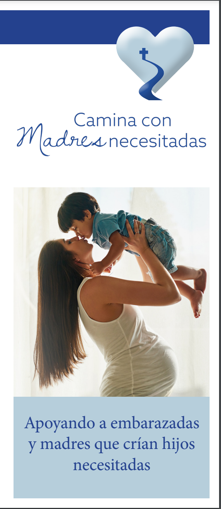 Camina con
Madres necesitadas
Apoyando a embarazadas
y madres que crían hijos
necesitadas